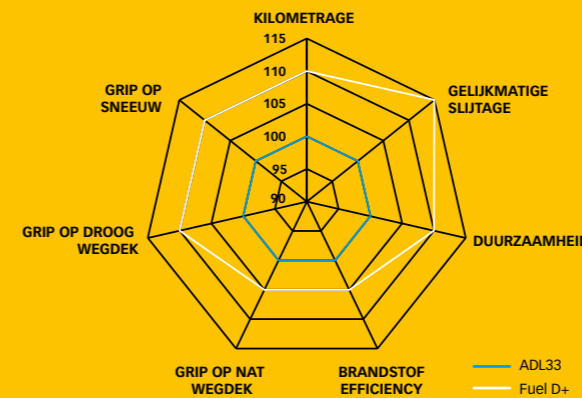 KILOMETRAGE
115
110
105
100
95
90
GRIP OP
SNEEUW
GELIJKMATIGE
SLIJTAGE
GRIP OP DROOG
WEGDEK
DUURZAAMHEID
GRIP OP NAT
WEGDEK
BRANDSTOF
EFFICIENCY
ADL33
Fuel D+